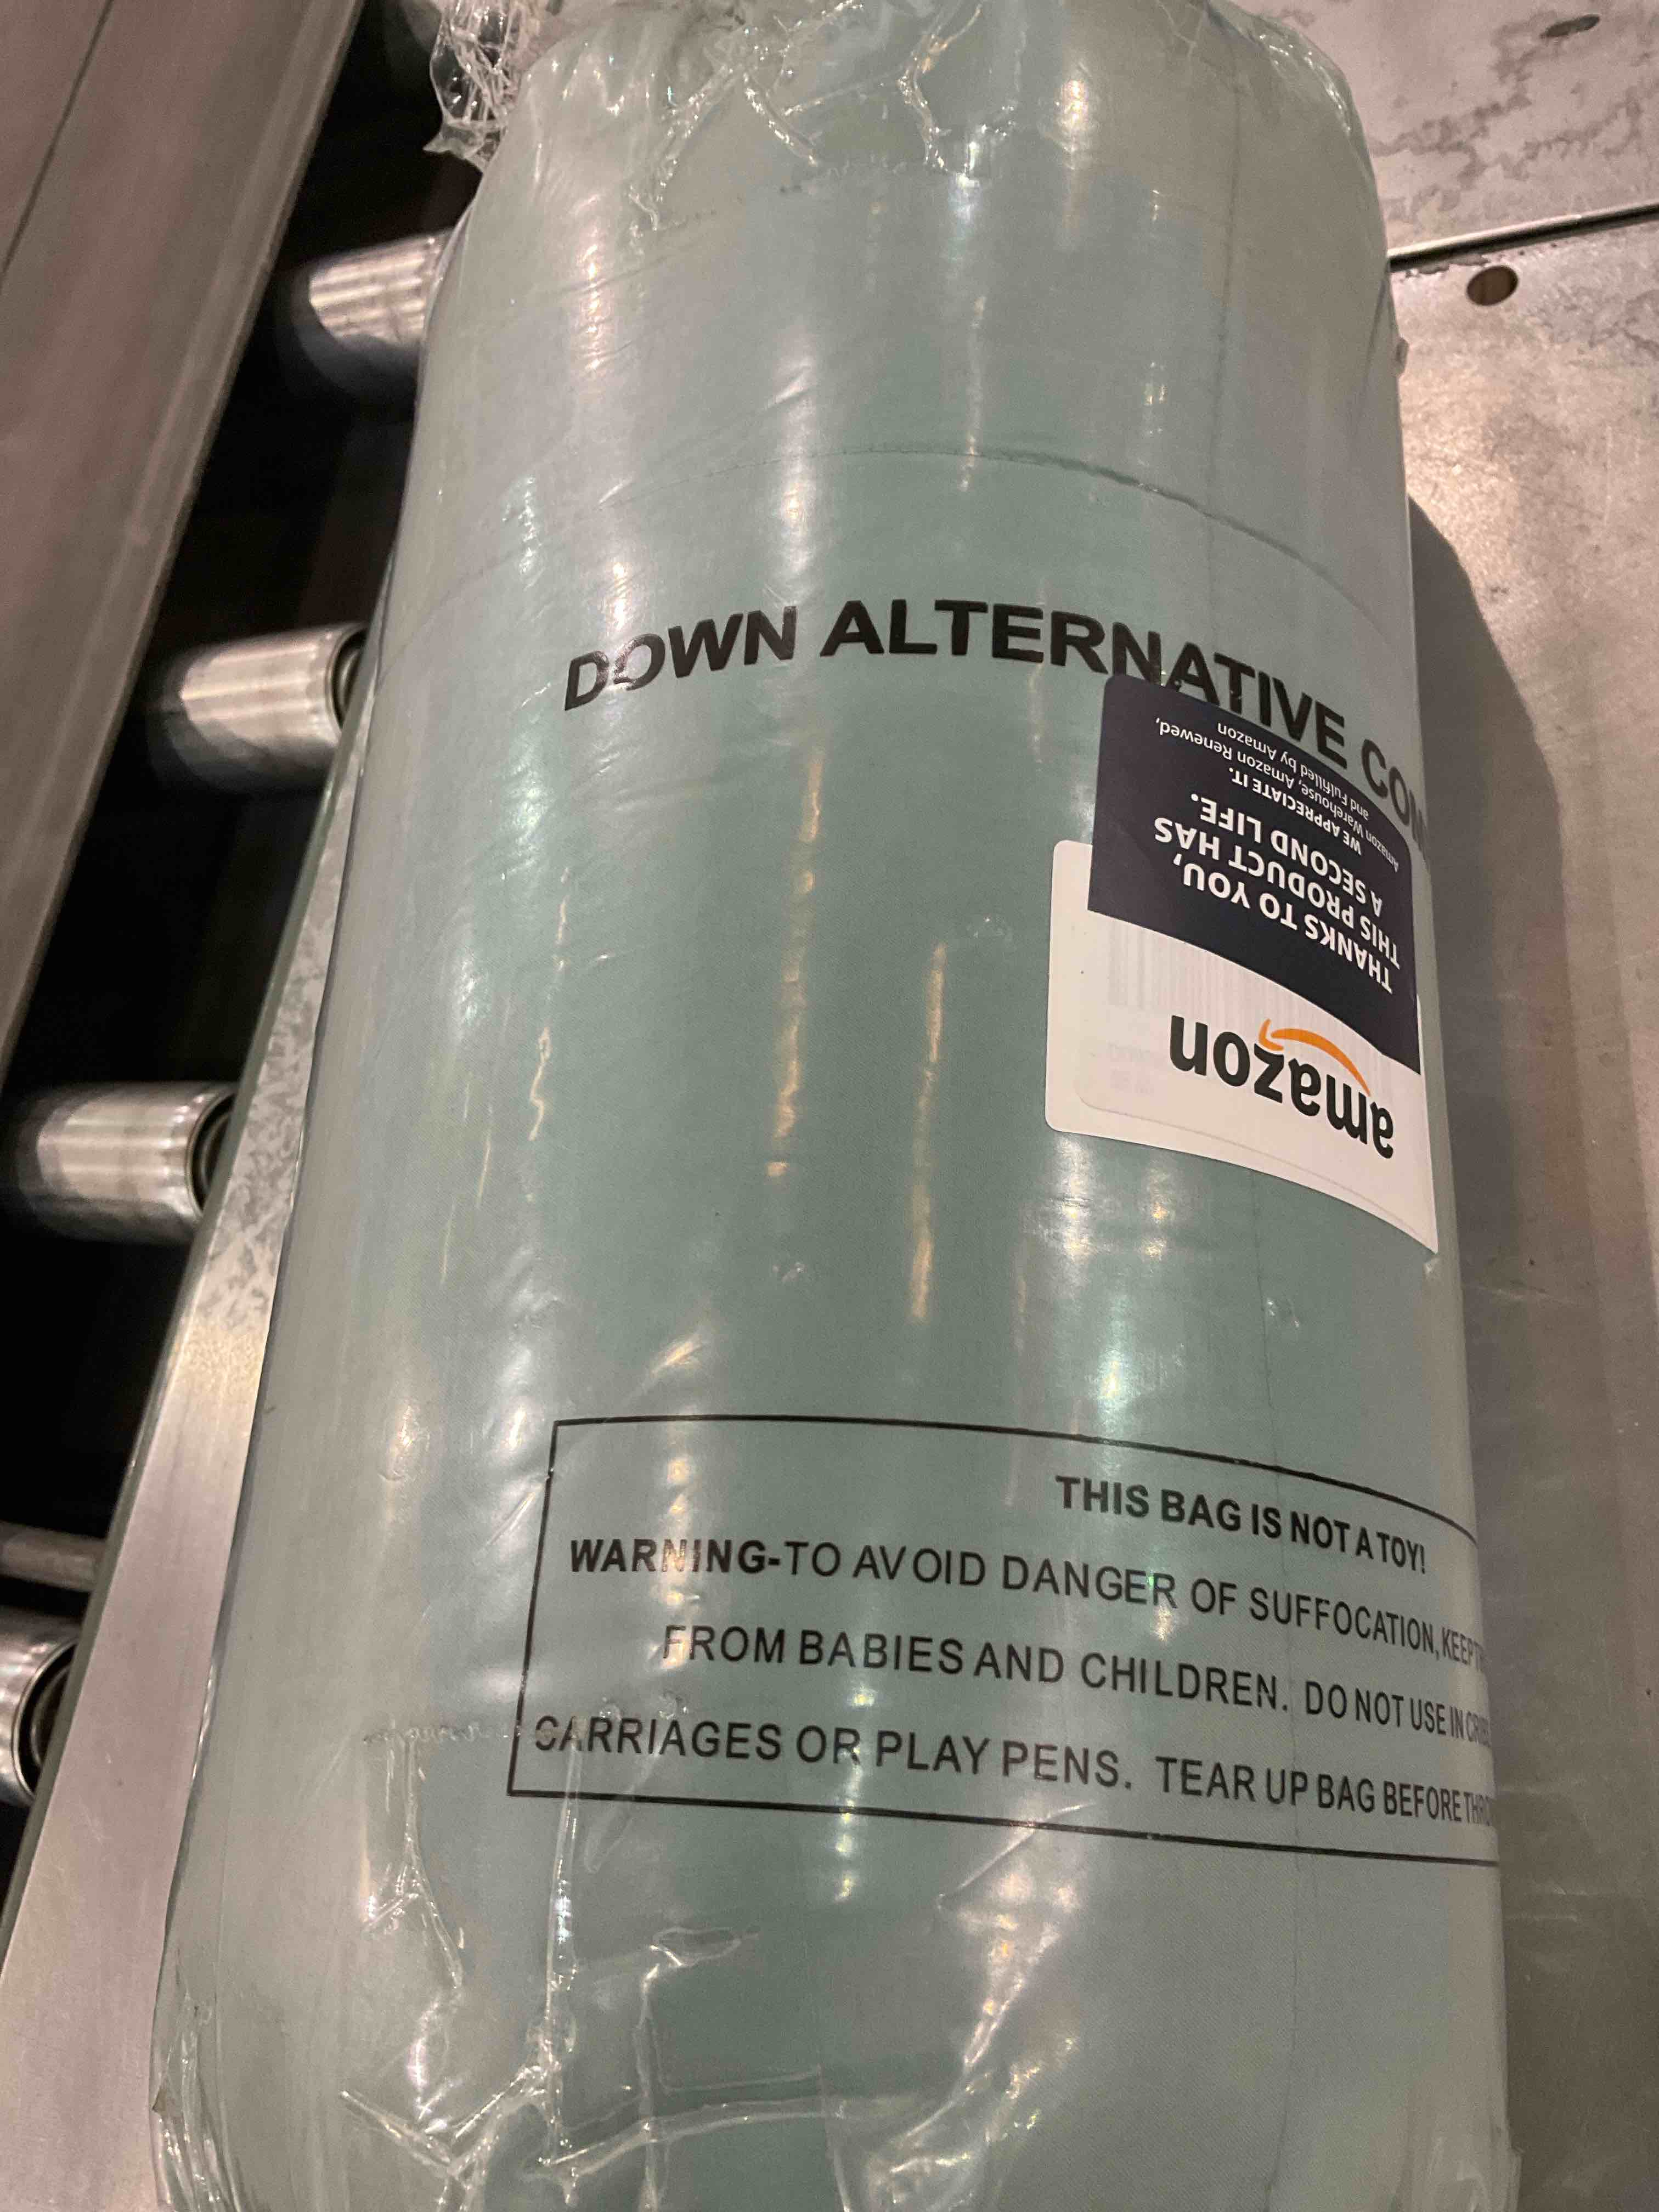 DOWN ALTERNATIVE
amazon
THANKS TO YOU,
THIS PRODUCT HAS
A SECOND LIFE.
WE APPRECIATE IT.
Amazon Warehouse, Amazon Renewed,
and Fulfilled by Amazon
THIS BAG IS NOT A TOY!
WARNING-TO AVOID DANGER OF SUFFOCATION, KEEP
FROM BABIES AND CHILDREN. DO NOT USE IN
CARRIAGES OR PLAY PENS. TEAR UP BAG BEFORE